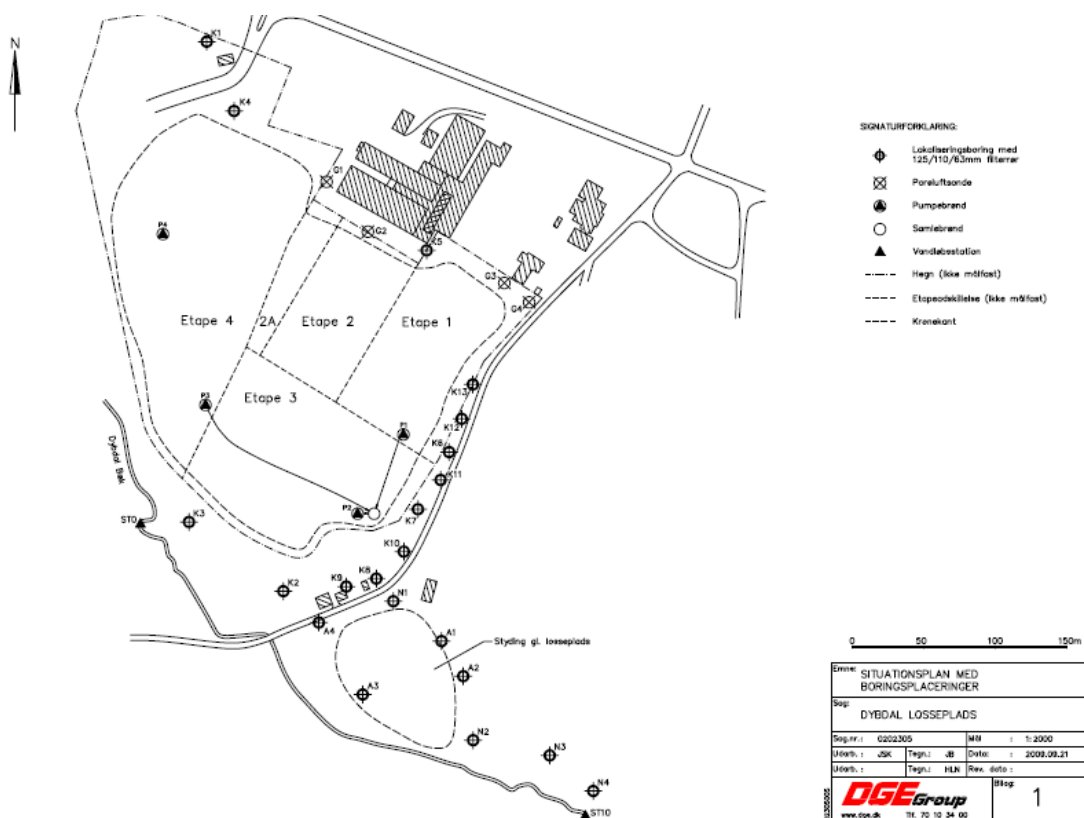 N
K1
K4
G1
G2
K5
G3
G4
P4
Etape 4
2A
Etape 2
Etape 1
Etape 3
P3
P1
P2
K13
K12
K6
K11
K7
K10
K8
K9
K3
K2
ST0
Dybdal Bæk
N1
A4
A1
A2
A3
N2
N3
N4
ST10
Styding gl. losseplads
SIGNATURFORKLARING:
Lokaliseringsboring med
125/110/63mm filterrør
Poreluftsonde
Pumpebrønd
Samlebrønd
Vandløbsstation
Hegn (ikke målfast)
Etapeadskillelse (ikke målfast)
Kronekant
0 50 100 150m
Emne: SITUATIONSPLAN MED
BORINGSPLACERINGER
Sag:
DYBDAL LOSSEPLADS
Sag.nr.: 0202305 Mål : 1:2000
Udarb.: JSK Tegn.: JB Dato: : 2009.09.21
Udarb.: Tegn.: HLN Rev. dato :
DGE Group
www.dge.dk Tlf. 70 10 34 00
Bilag:
1